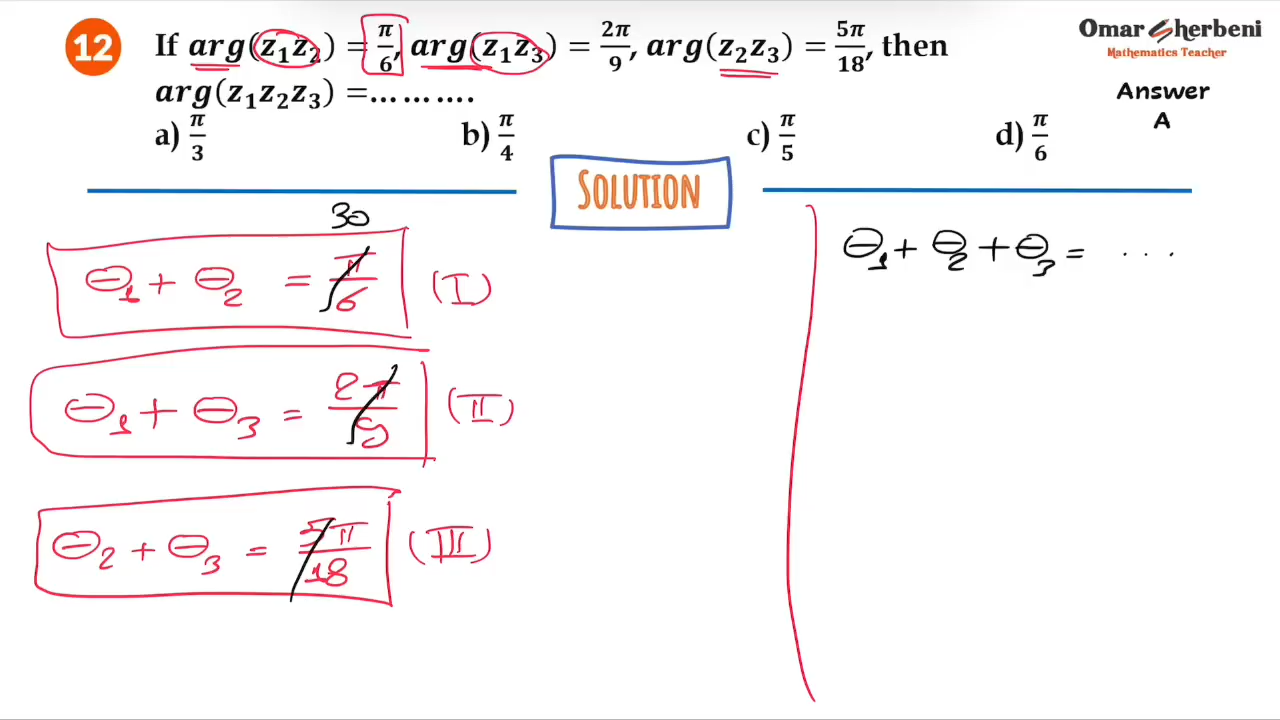 12 If arg(z₁z₂) = π/6, arg(z₁z₃) = 2π/9, arg(z₂z₃) = 5π/18, then
arg(z₁z₂z₃) =... ... ....
a) π/3 b) π/4 c) π/5 d) π/6
Omar Sherbeni
Mathematics Teacher
Answer
A
SOLUTION
30
θ₁ + θ₂ = π/6 (I)
θ₁ + θ₃ = 2π/9 (II)
θ₂ + θ₃ = 5π/18 (III)
θ₁ + θ₂ + θ₃ = ...